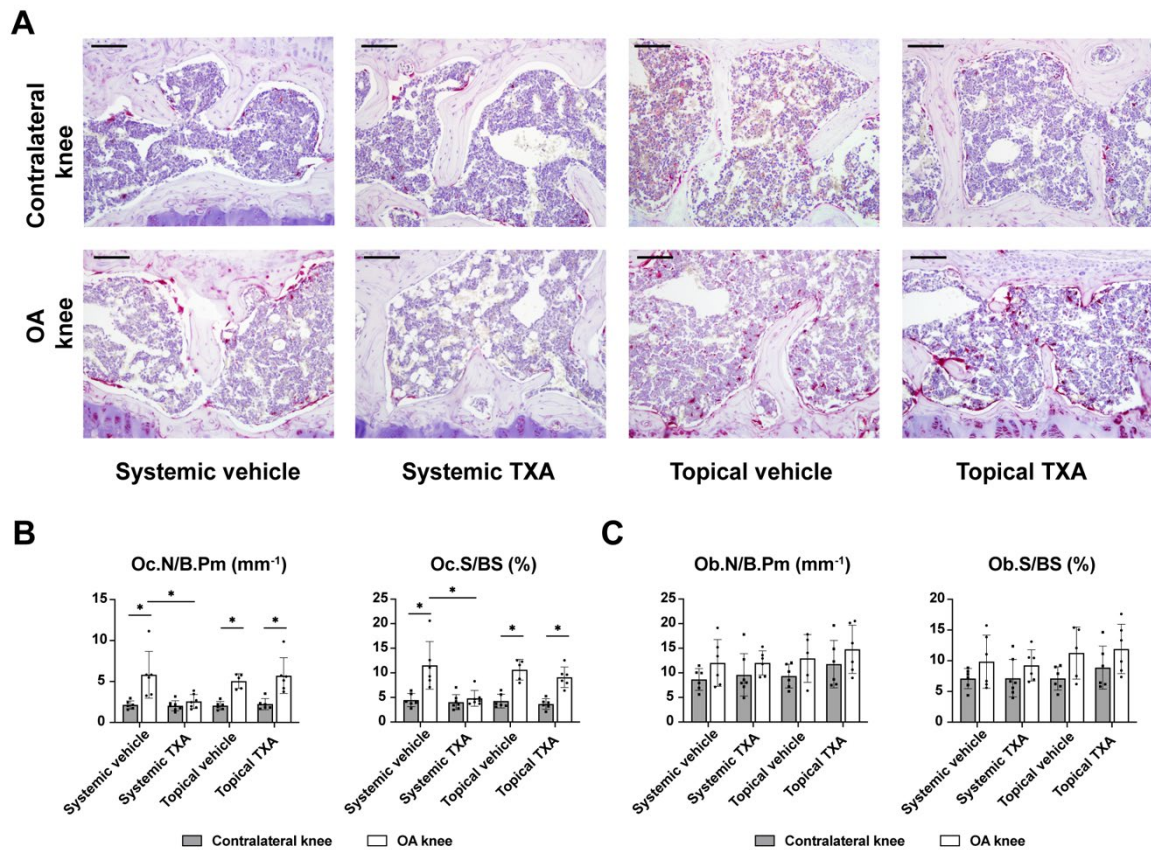 A
Contralateral
knee
OA
knee
Systemic vehicle
Systemic TXA
Topical vehicle
Topical TXA
B
Oc.N/B.Pm (mm⁻¹)
15
10
5
0
*
*
*
*
Systemic vehicle
Systemic TXA
Topical vehicle
Topical TXA
Oc.S/BS (%)
25
20
15
10
5
0
*
*
*
*
Systemic vehicle
Systemic TXA
Topical vehicle
Topical TXA
Contralateral knee
OA knee
C
Ob.N/B.Pm (mm⁻¹)
25
20
15
10
5
0
Systemic vehicle
Systemic TXA
Topical vehicle
Topical TXA
Ob.S/BS (%)
20
15
10
5
0
Systemic vehicle
Systemic TXA
Topical vehicle
Topical TXA
Contralateral knee
OA knee